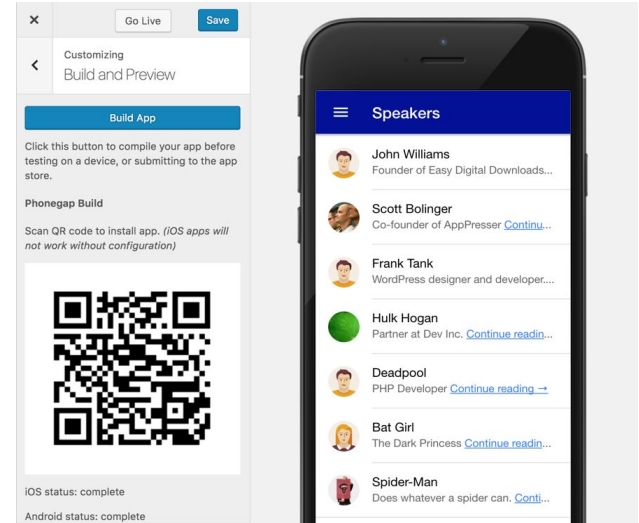 ×
Go Live
Save
Customizing
Build and Preview
Build App
Click this button to compile your app before
testing on a device, or submitting to the app
store.
Phonegap Build
Scan QR code to install app. (iOS apps will
not work without configuration)
iOS status: complete
Android status: complete
Speakers
John Williams
Founder of Easy Digital Downloads...
Scott Bolinger
Co-founder of AppPresser Continu...
Frank Tank
WordPress designer and developer....
Hulk Hogan
Partner at Dev Inc. Continue readin...
Deadpool
PHP Developer Continue reading →
Bat Girl
The Dark Princess Continue readin...
Spider-Man
Does whatever a spider can. Conti...